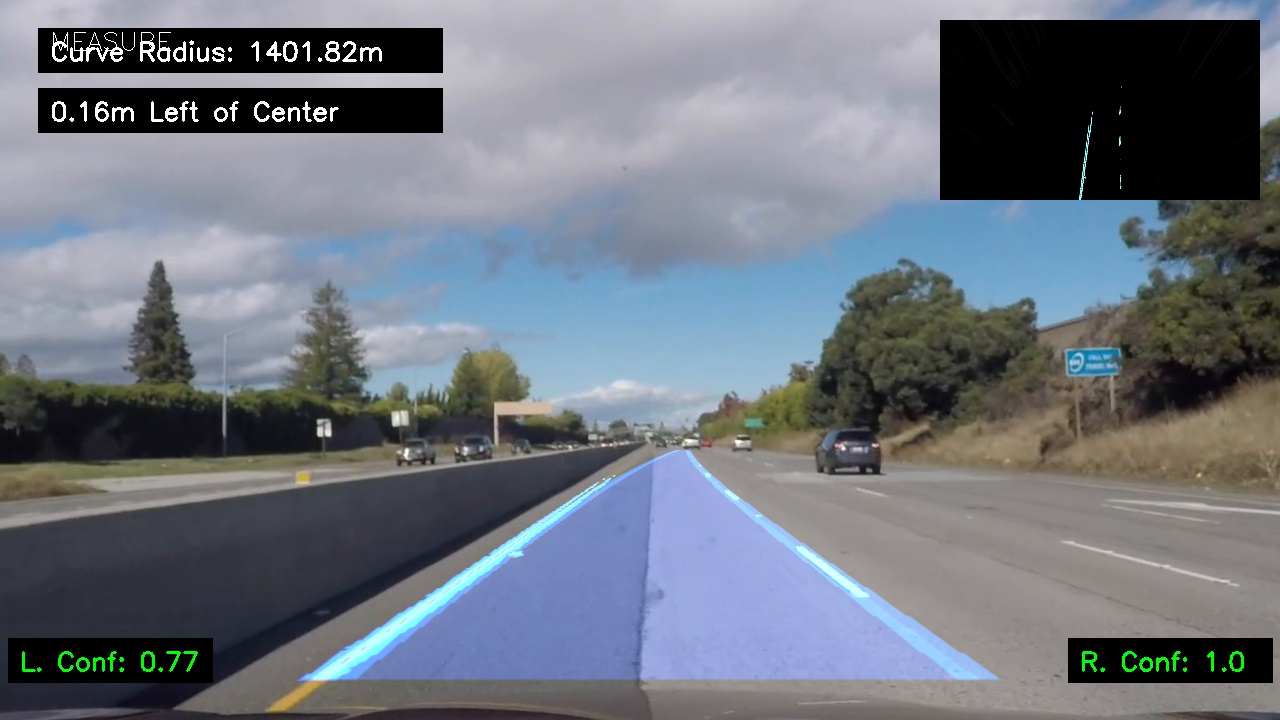 MEASURE
Curve Radius: 1401.82m
0.16m Left of Center
L. Conf: 0.77
R. Conf: 1.0